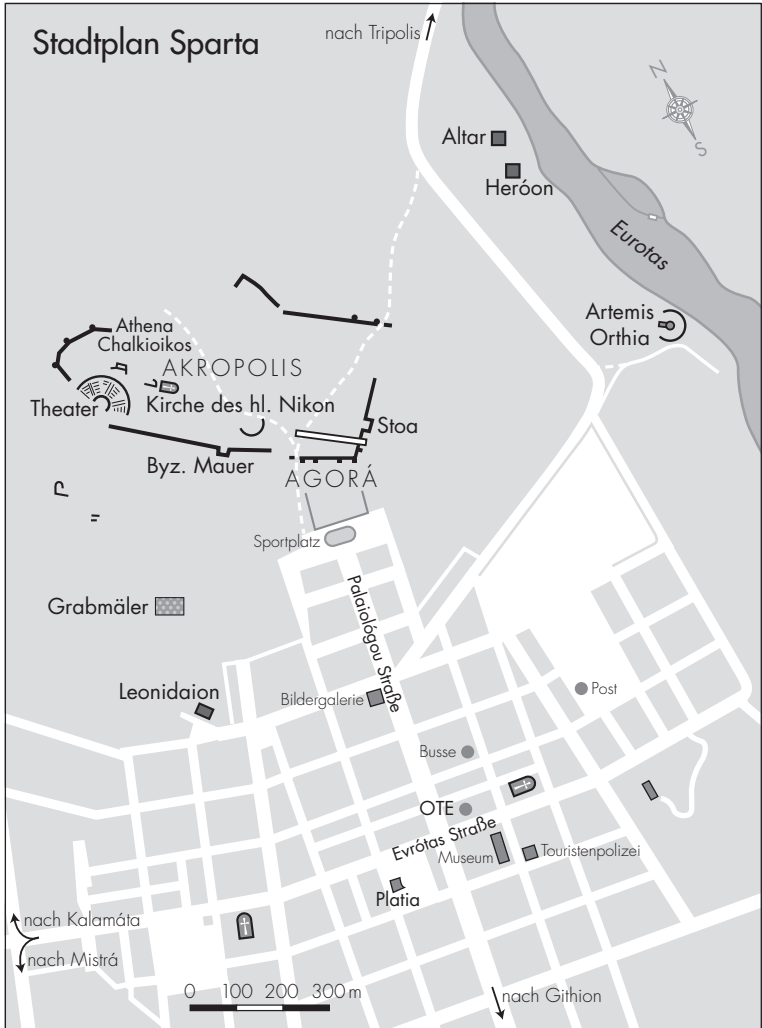 Stadtplan Sparta
nach Tripolis
N
S
Altar
Heróon
Eurotas
Artemis
Orthia
Athena
Chalkioikos
AKROPOLIS
Theater
Kirche des hl. Nikon
Stoa
Byz. Mauer
AGORÁ
Sportplatz
Palaiológou Straße
Grabmäler
Leonidaion
Bildergalerie
Post
Busse
OTE
Evrótas Straße
Museum
Touristenpolizei
Platia
nach Kalamáta
nach Mistrá
0 100 200 300 m
nach Githion